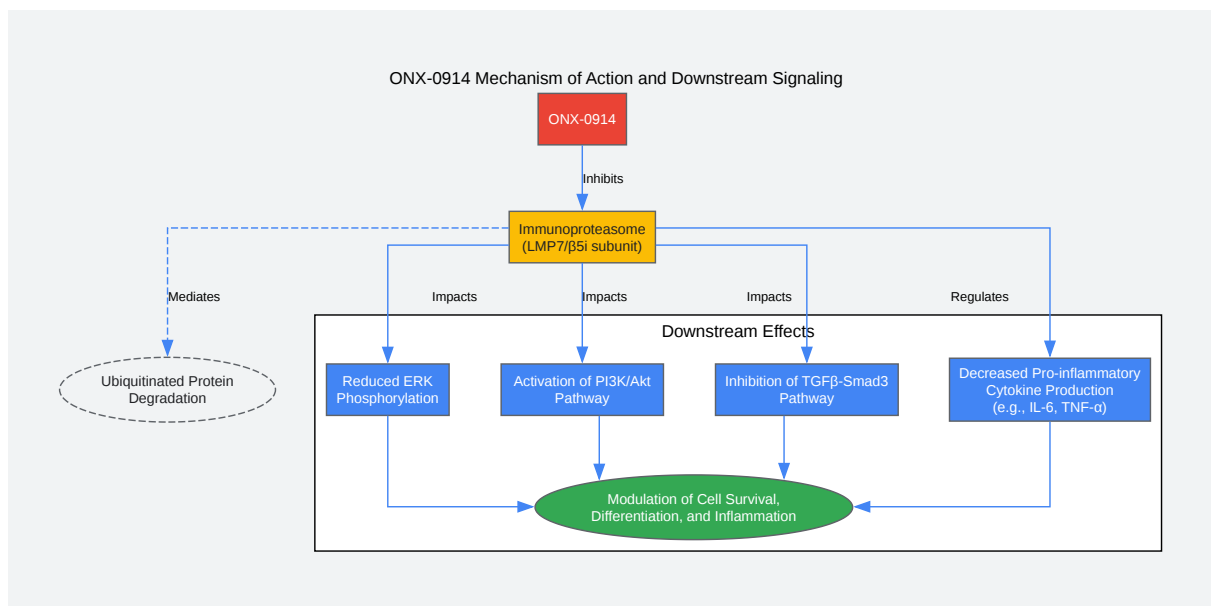 ONX-0914 Mechanism of Action and Downstream Signaling
ONX-0914
Inhibits
Immunoproteasome
(LMP7/β5i subunit)
Mediates
Impacts
Impacts
Impacts
Regulates
Downstream Effects
Ubiquitinated Protein
Degradation
Reduced ERK
Phosphorylation
Activation of PI3K/Akt
Pathway
Inhibition of TGFβ-Smad3
Pathway
Decreased Pro-inflammatory
Cytokine Production
(e.g., IL-6, TNF-α)
Modulation of Cell Survival,
Differentiation, and Inflammation